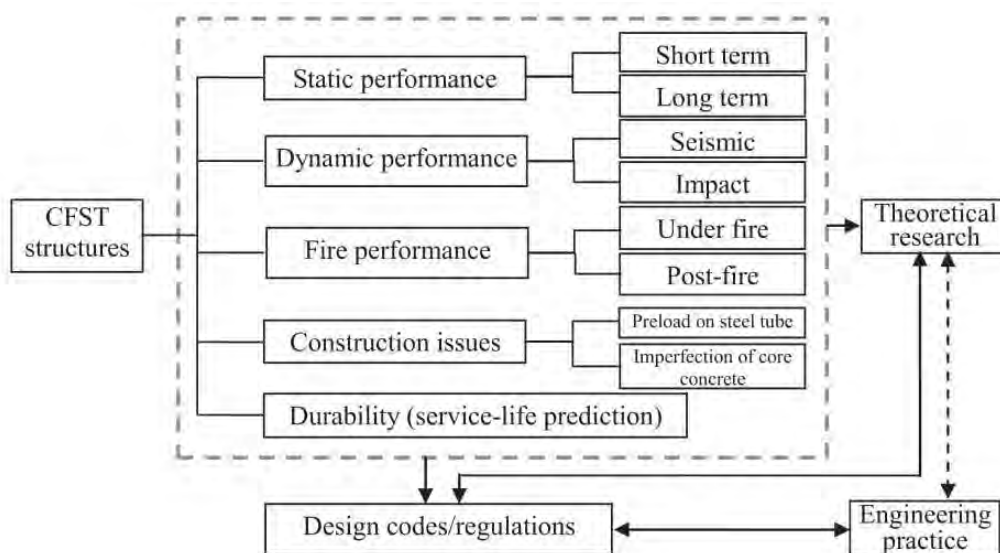 CFST
structures
Static performance
Short term
Long term
Dynamic performance
Seismic
Impact
Fire performance
Under fire
Post-fire
Construction issues
Preload on steel tube
Imperfection of core
concrete
Durability (service-life prediction)
Theoretical
research
Design codes/regulations
Engineering
practice